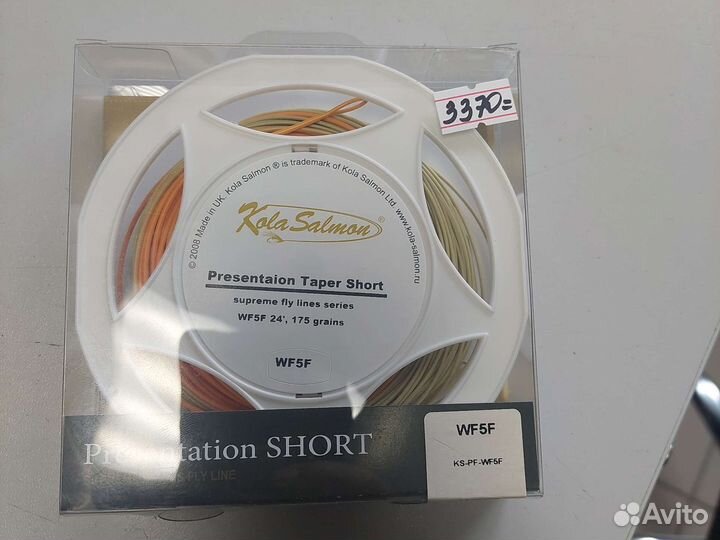 3370=
© 2008 Made in UK. Kola Salmon ® is trademark of Kola Salmon Ltd. www.kola-salmon.ru
Kola Salmon ®
Presentaion Taper Short
supreme fly lines series
WF5F 24', 175 grains
WF5F
Presentation SHORT
FLY LINE
WF5F
KS-PF-WF5F
Avito